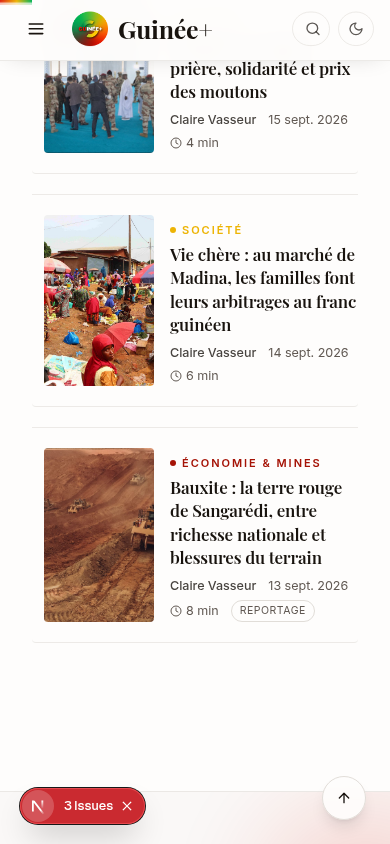 Guinée+
prière, solidarité et prix
des moutons
Claire Vasseur 15 sept. 2026
4 min
SOCIÉTÉ
Vie chère : au marché de
Madina, les familles font
leurs arbitrages au franc
guinéen
Claire Vasseur 14 sept. 2026
6 min
ÉCONOMIE & MINES
Bauxite : la terre rouge
de Sangarédi, entre
richesse nationale et
blessures du terrain
Claire Vasseur 13 sept. 2026
8 min REPORTAGE
N 3 Issues